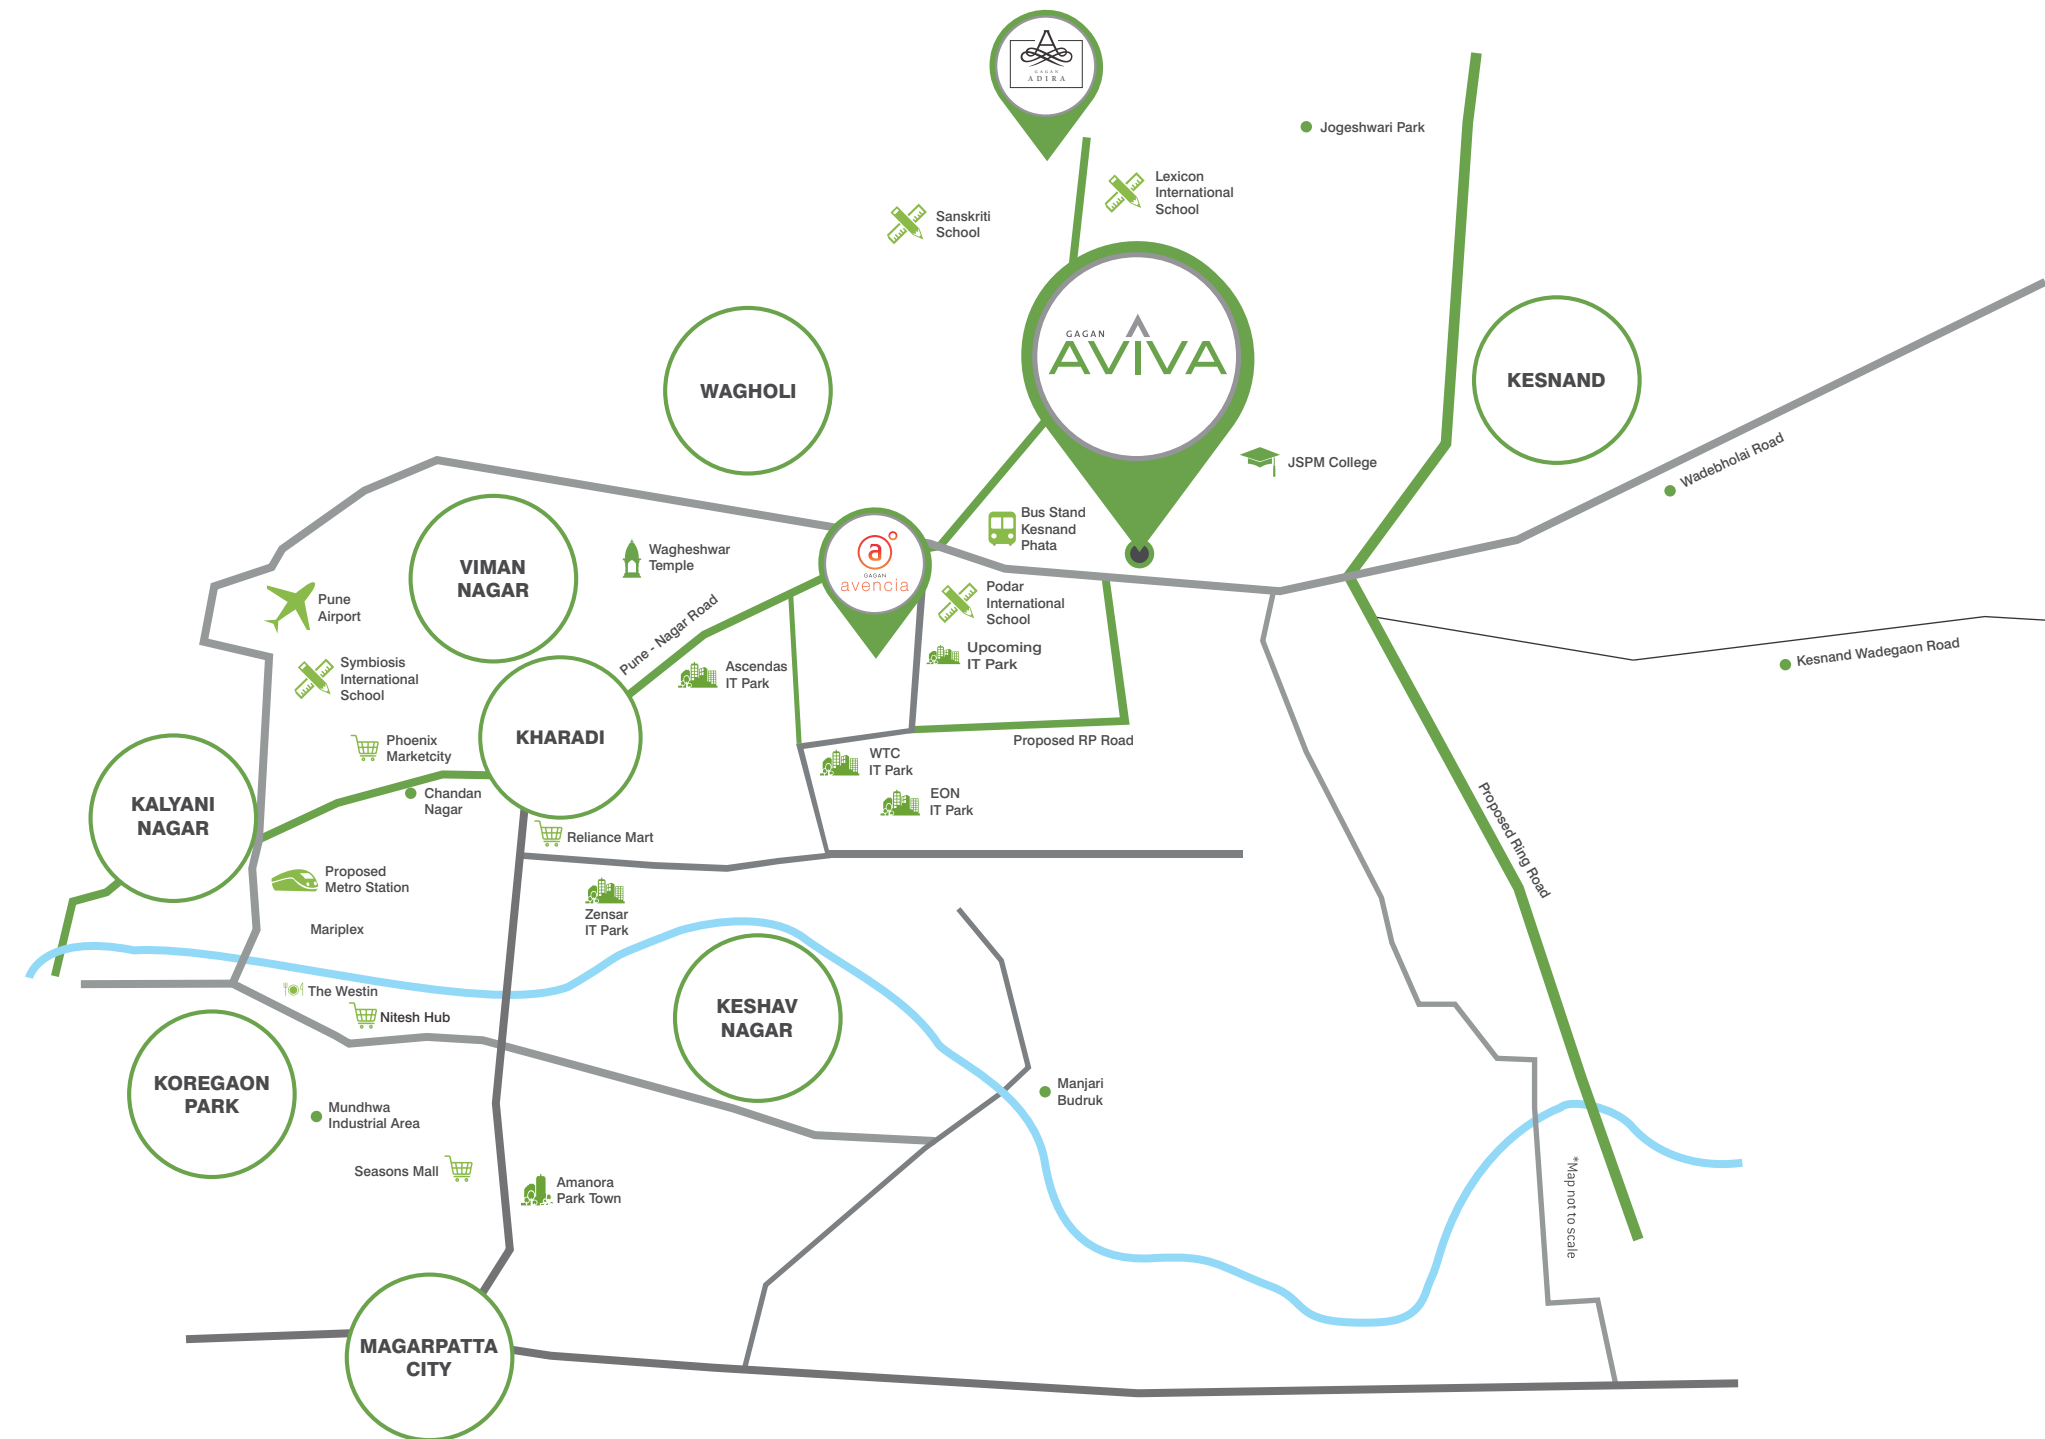 GAGAN
ADIRA
Jogeshwari Park
Lexicon
International
School
Sanskriti
School
GAGAN
AVIVA
WAGHOLI
KESNAND
Wadebholai Road
JSPM College
Bus Stand
Kesnand
Phata
VIMAN
NAGAR
Wagheshwar
Temple
a
GAGAN
avencia
Pune
Airport
Podar
International
School
Pune - Nagar Road
Upcoming
IT Park
Kesnand Wadegaon Road
Symbiosis
International
School
Ascendas
IT Park
KHARADI
Phoenix
Marketcity
Proposed RP Road
WTC
IT Park
KALYANI
NAGAR
Chandan
Nagar
EON
IT Park
Reliance Mart
Proposed Ring Road
Proposed
Metro Station
Zensar
IT Park
Mariplex
The Westin
Nitesh Hub
KESHAV
NAGAR
KOREGAON
PARK
Manjari
Budruk
Mundhwa
Industrial Area
Seasons Mall
Amanora
Park Town
*Map not to scale
MAGARPATTA
CITY